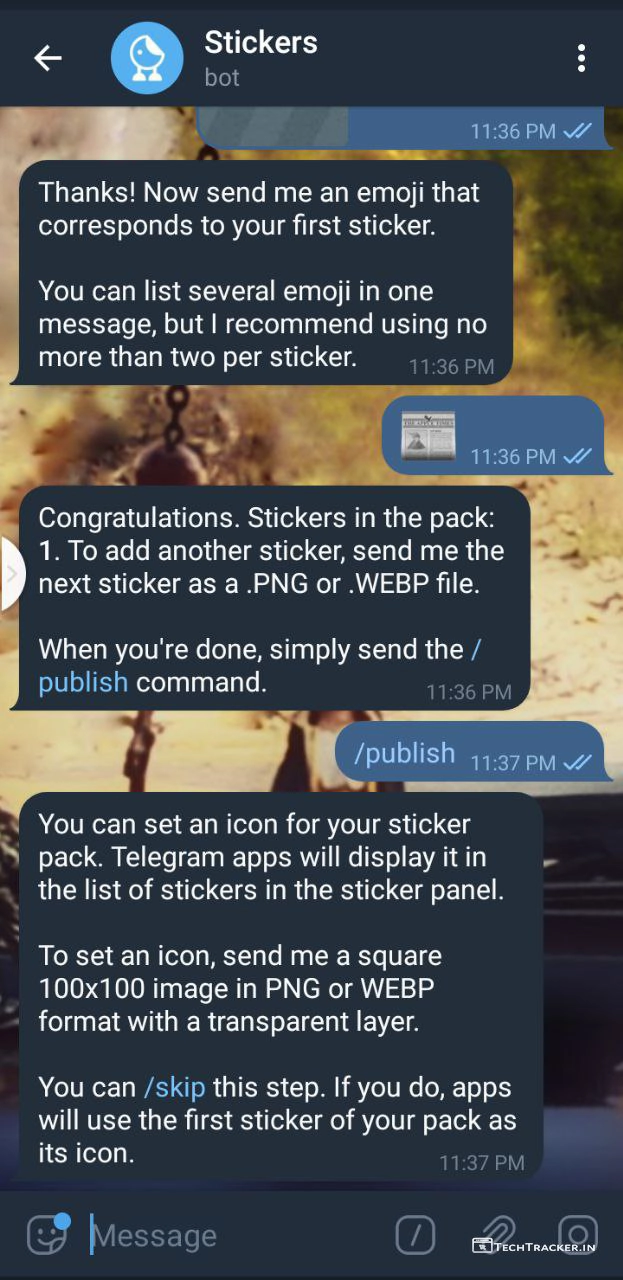 Stickers
bot
11:36 PM
Thanks! Now send me an emoji that
corresponds to your first sticker.
You can list several emoji in one
message, but I recommend using no
more than two per sticker.
11:36 PM
11:36 PM
Congratulations. Stickers in the pack:
1. To add another sticker, send me the
next sticker as a .PNG or .WEBP file.
When you're done, simply send the /
publish command.
11:36 PM
/publish 11:37 PM
You can set an icon for your sticker
pack. Telegram apps will display it in
the list of stickers in the sticker panel.
To set an icon, send me a square
100x100 image in PNG or WEBP
format with a transparent layer.
You can /skip this step. If you do, apps
will use the first sticker of your pack as
its icon.
11:37 PM
Message
TECHTRACKER.IN